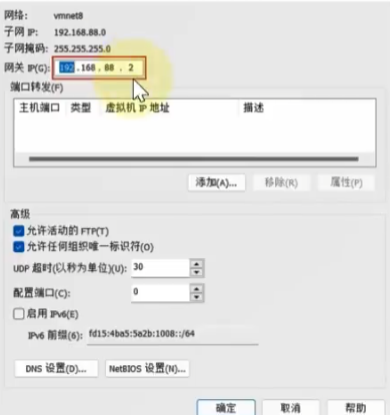 网络: vmnet8
子网 IP: 192.168.88.0
子网掩码: 255.255.255.0
网关 IP(G): 192.168.88.2
端口转发(F)
主机端口 类型 虚拟机 IP 地址 描述
添加(A)... 移除(R) 属性(P)
高级
允许活动的 FTP(T)
允许任何组织唯一标识符(O)
UDP 超时(以秒为单位)(U): 30
配置端口(C): 0
启用 IPv6(E)
IPv6 前缀(6): fd15:4ba5:5a2b:1008::/64
DNS 设置(D)... NetBIOS 设置(N)...
确定 取消 帮助